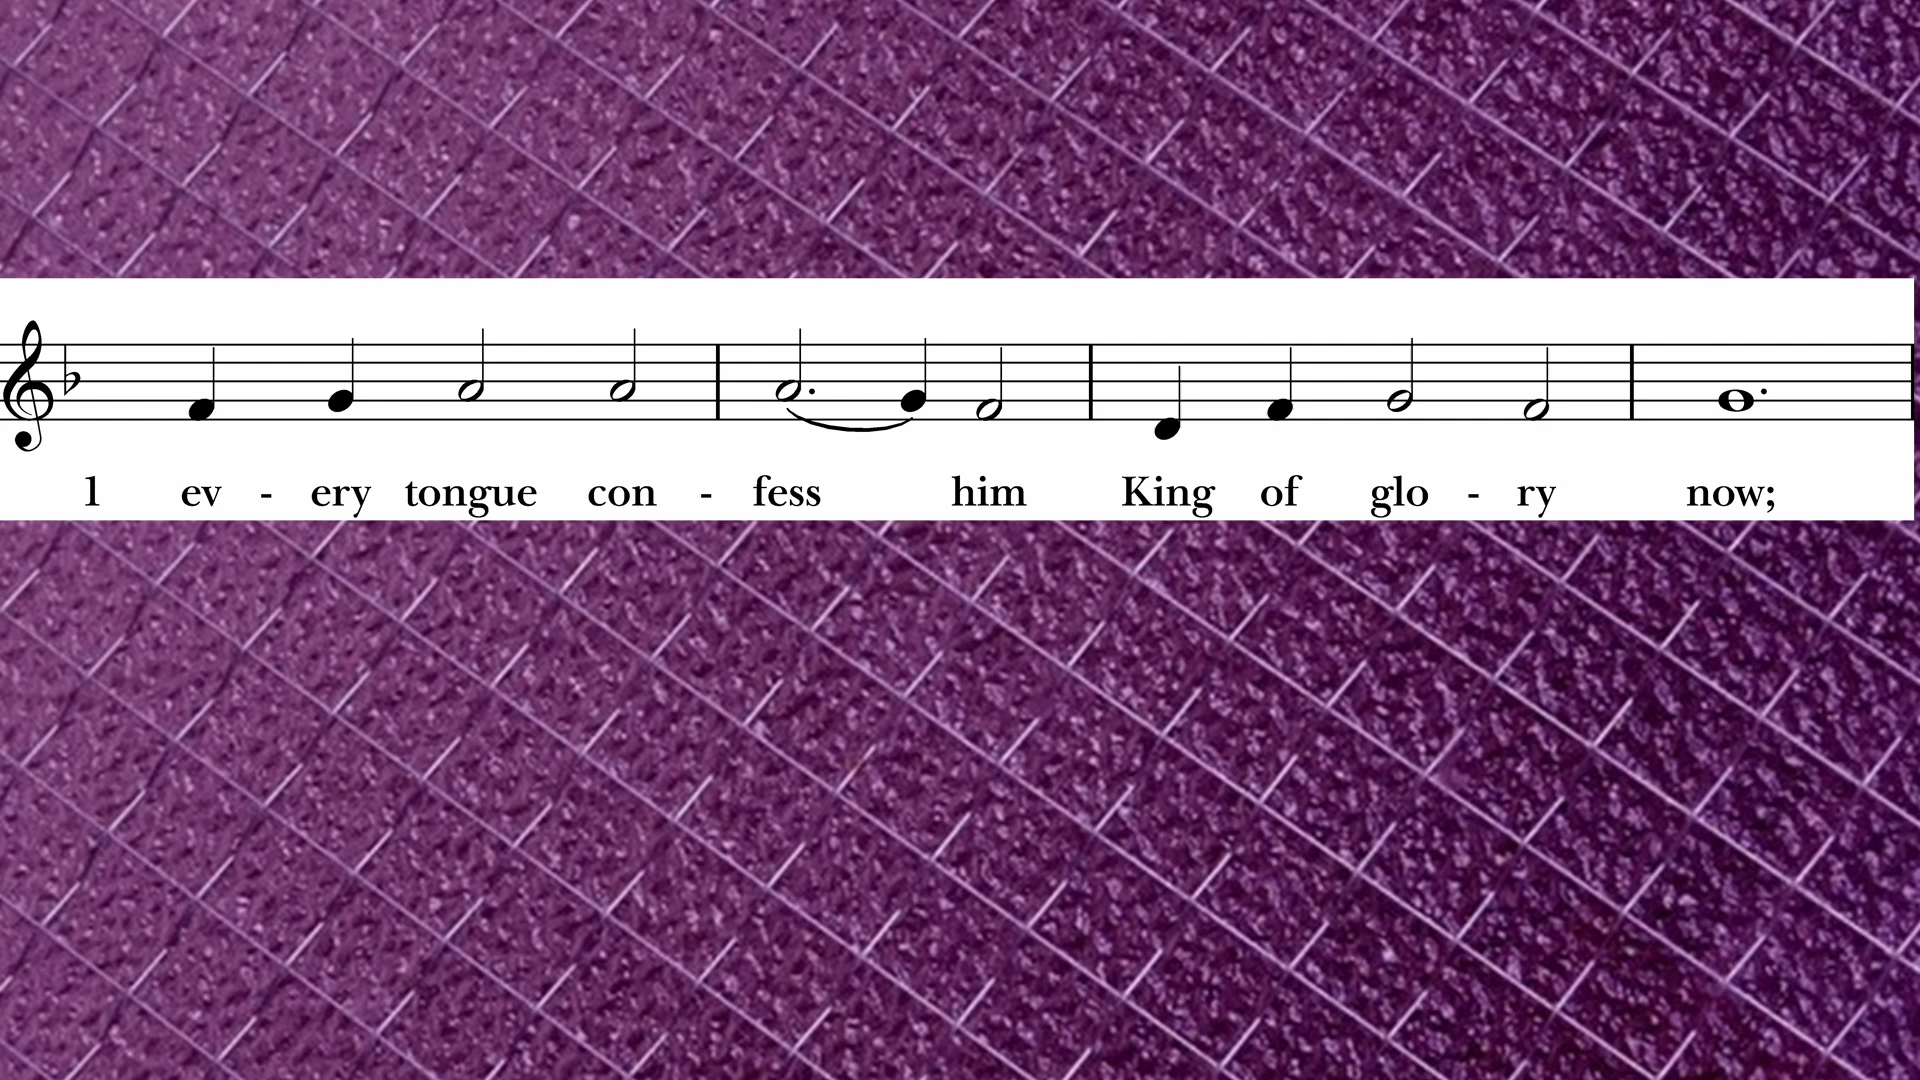 1 ev - ery tongue con - fess him King of glo - ry now;